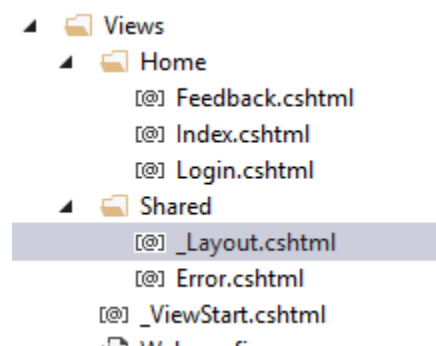 Views
Home
[@] Feedback.cshtml
[@] Index.cshtml
[@] Login.cshtml
Shared
[@] _Layout.cshtml
[@] Error.cshtml
[@] _ViewStart.cshtml